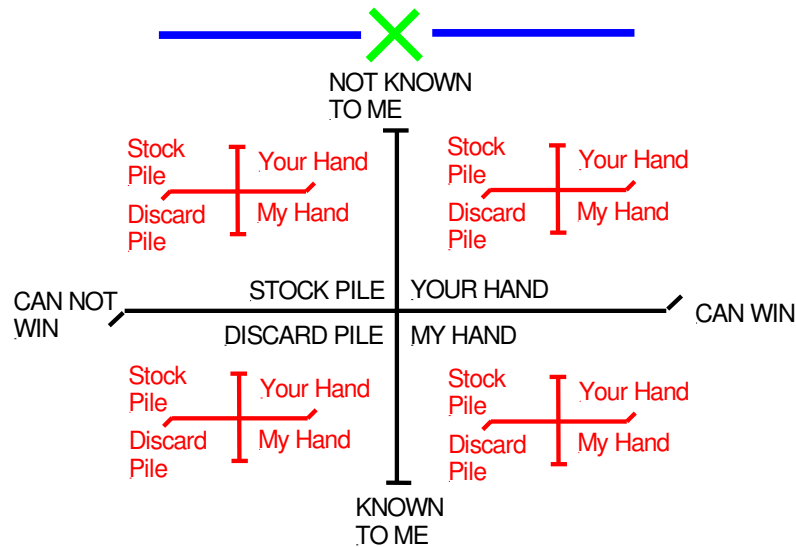 NOT KNOWN
TO ME
Stock
Pile
Your Hand
Discard
Pile
My Hand
Stock
Pile
Your Hand
Discard
Pile
My Hand
CAN NOT
WIN
STOCK PILE
YOUR HAND
DISCARD PILE
MY HAND
CAN WIN
Stock
Pile
Your Hand
Discard
Pile
My Hand
Stock
Pile
Your Hand
Discard
Pile
My Hand
KNOWN
TO ME